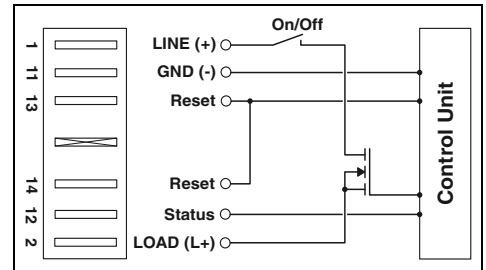 On/Off
1 LINE (+)
11 GND (-)
13 Reset
14 Reset
12 Status
2 LOAD (L+)
Control Unit